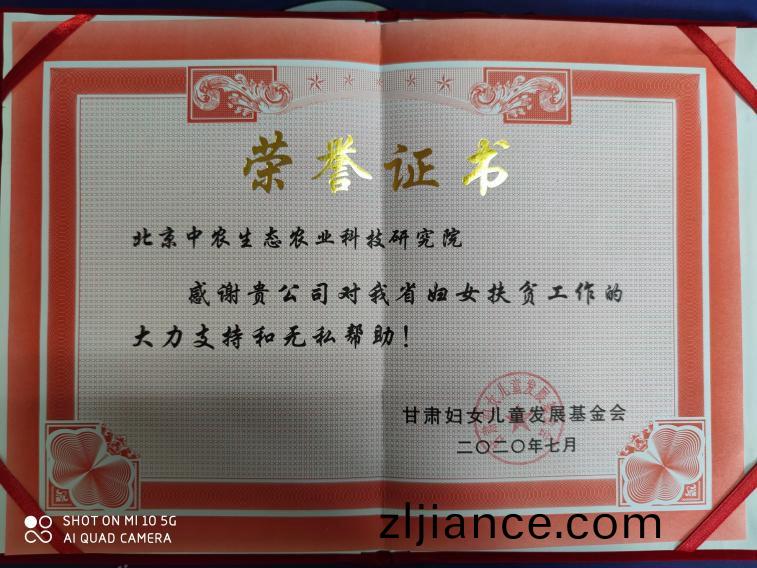 荣誉证书
北京中农生态农业科技研究院
感谢贵公司对我省妇女扶贫工作的
大力支持和无私帮助!
甘肃妇女儿童发展基金会
二〇二〇年七月
SHOT ON MI 10 5G
AI QUAD CAMERA
zljiance.com